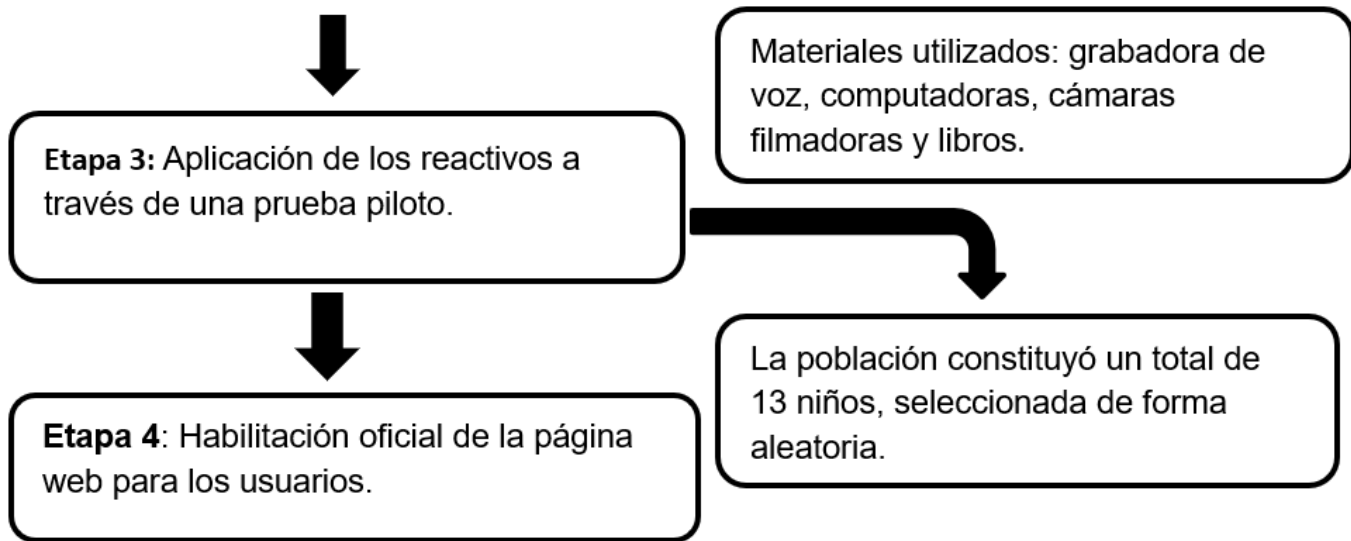 Materiales utilizados: grabadora de
voz, computadoras, cámaras
filmadoras y libros.
Etapa 3: Aplicación de los reactivos a
través de una prueba piloto.
La población constituyó un total de
13 niños, seleccionada de forma
aleatoria.
Etapa 4: Habilitación oficial de la página
web para los usuarios.